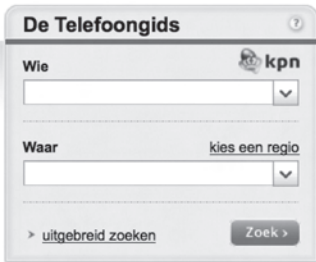 De Telefoongids ?
kpn
Wie
Waar kies een regio
> uitgebreid zoeken Zoek >